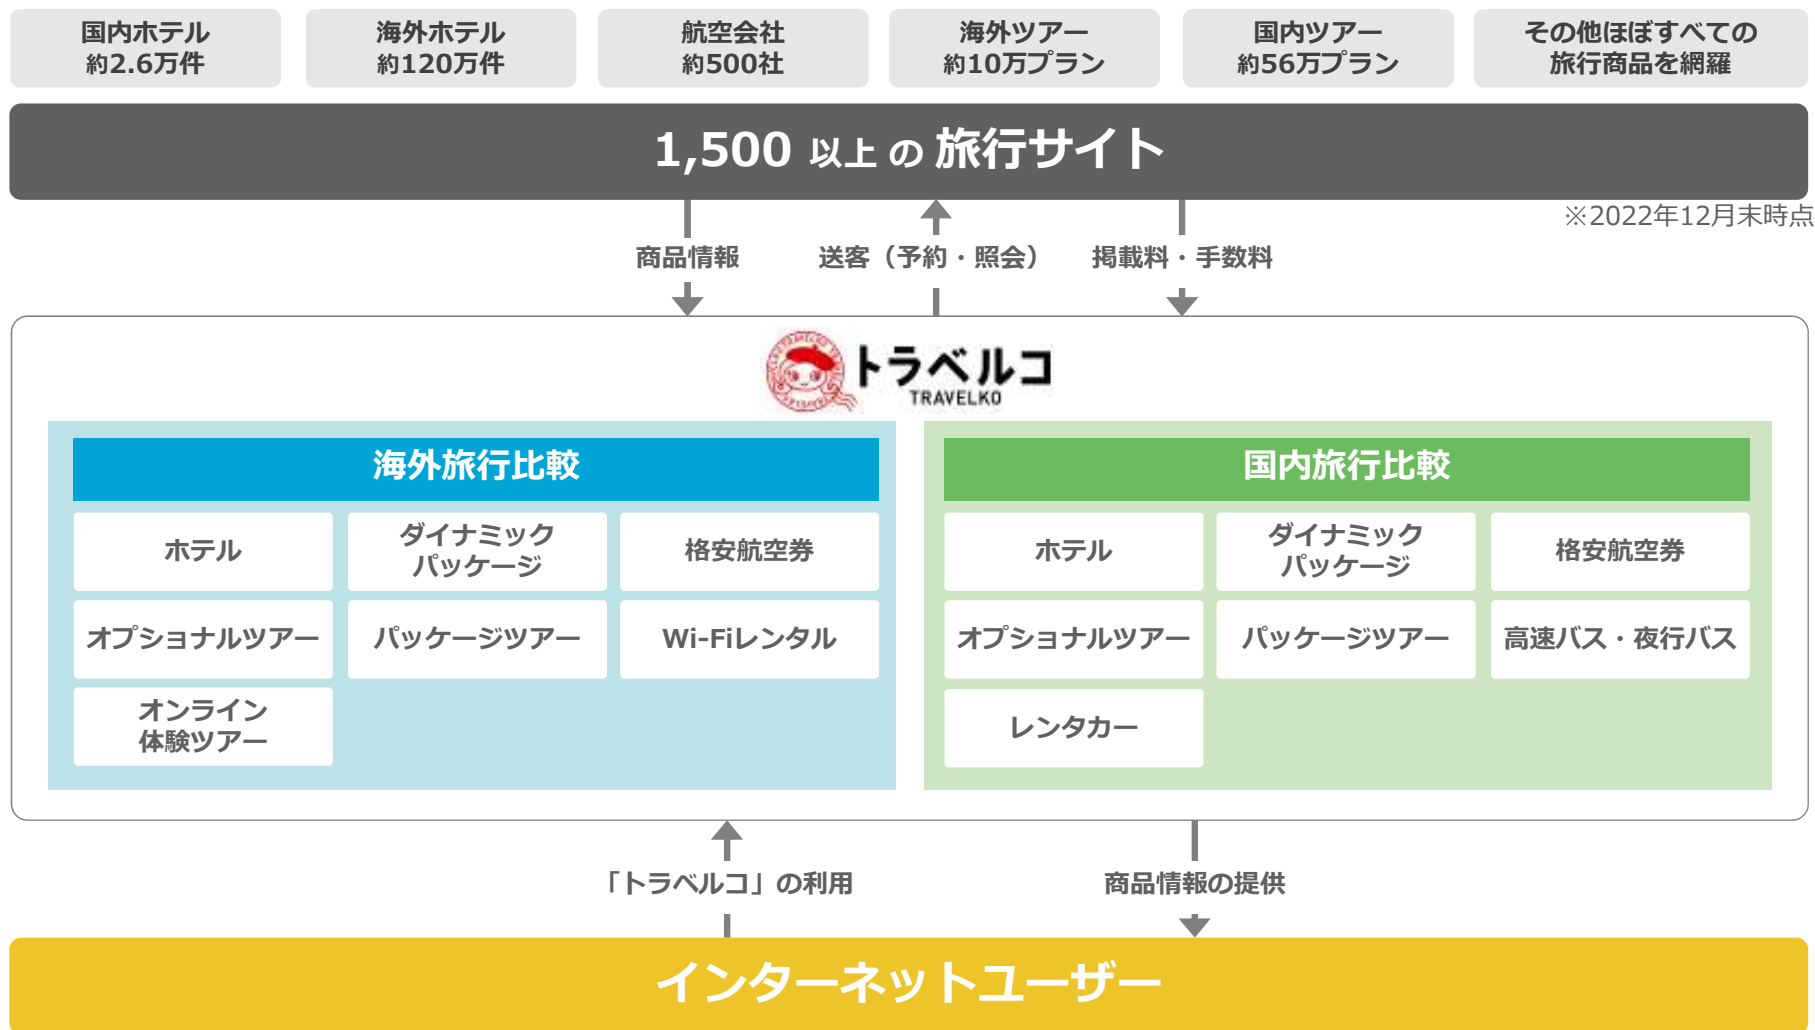 国内ホテル
約2.6万件
海外ホテル
約120万件
航空会社
約500社
海外ツアー
約10万プラン
国内ツアー
約56万プラン
その他ほぼすべての
旅行商品を網羅
1,500 以上 の 旅行サイト
※2022年12月末時点
商品情報
送客（予約・照会）
掲載料・手数料
トラベルコ
TRAVELKO
海外旅行比較
ホテル
ダイナミック
パッケージ
格安航空券
オプショナルツアー
パッケージツアー
Wi-Fiレンタル
オンライン
体験ツアー
国内旅行比較
ホテル
ダイナミック
パッケージ
格安航空券
オプショナルツアー
パッケージツアー
高速バス・夜行バス
レンタカー
「トラベルコ」の利用
商品情報の提供
インターネットユーザー